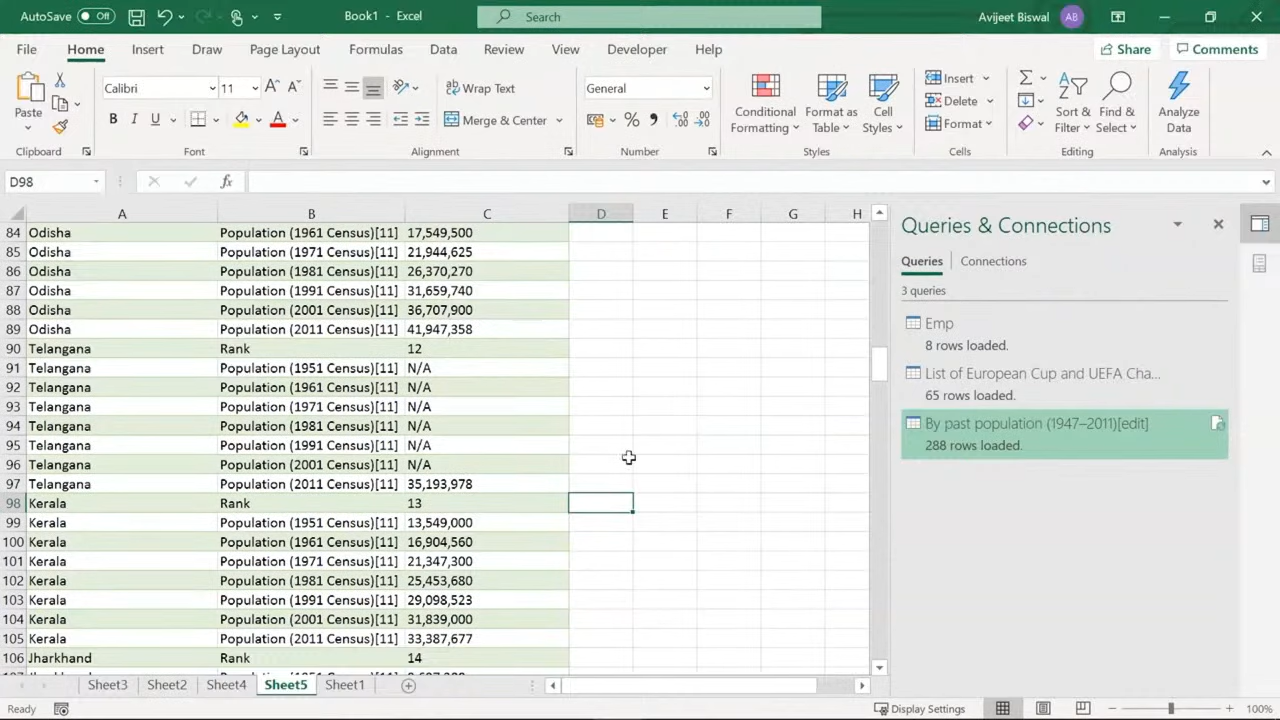 AutoSave Off Book1 - Excel Search Avijeet Biswal AB
File Home Insert Draw Page Layout Formulas Data Review View Developer Help Share Comments
Paste Calibri 11 Wrap Text General Conditional Formatting Format as Table Cell Styles Insert Sort & Filter Find & Select Analyze Data
Merge & Center Delete
Format
Clipboard Font Alignment Number Styles Cells Editing Analysis
D98 fx
A B C D E F G H
84 Odisha Population (1961 Census)[11] 17,549,500
85 Odisha Population (1971 Census)[11] 21,944,625
86 Odisha Population (1981 Census)[11] 26,370,270
87 Odisha Population (1991 Census)[11] 31,659,740
88 Odisha Population (2001 Census)[11] 36,707,900
89 Odisha Population (2011 Census)[11] 41,947,358
90 Telangana Rank 12
91 Telangana Population (1951 Census)[11] N/A
92 Telangana Population (1961 Census)[11] N/A
93 Telangana Population (1971 Census)[11] N/A
94 Telangana Population (1981 Census)[11] N/A
95 Telangana Population (1991 Census)[11] N/A
96 Telangana Population (2001 Census)[11] N/A
97 Telangana Population (2011 Census)[11] 35,193,978
98 Kerala Rank 13
99 Kerala Population (1951 Census)[11] 13,549,000
100 Kerala Population (1961 Census)[11] 16,904,560
101 Kerala Population (1971 Census)[11] 21,347,300
102 Kerala Population (1981 Census)[11] 25,453,680
103 Kerala Population (1991 Census)[11] 29,098,523
104 Kerala Population (2001 Census)[11] 31,839,000
105 Kerala Population (2011 Census)[11] 33,387,677
106 Jharkhand Rank 14
Queries & Connections
Queries Connections
3 queries
Emp
8 rows loaded.
List of European Cup and UEFA Cha...
65 rows loaded.
By past population (1947–2011)[edit]
288 rows loaded.
Sheet3 Sheet2 Sheet4 Sheet5 Sheet1
Ready Display Settings 100%